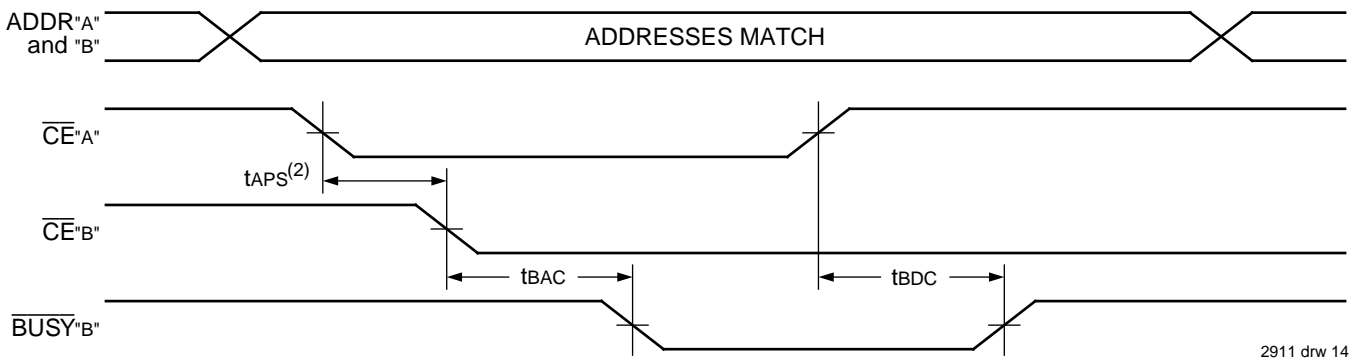 ADDR"A"
and "B"
ADDRESSES MATCH
CE"A"
tAPS(2)
CE"B"
tBAC
tBDC
BUSY"B"
2911 drw 14